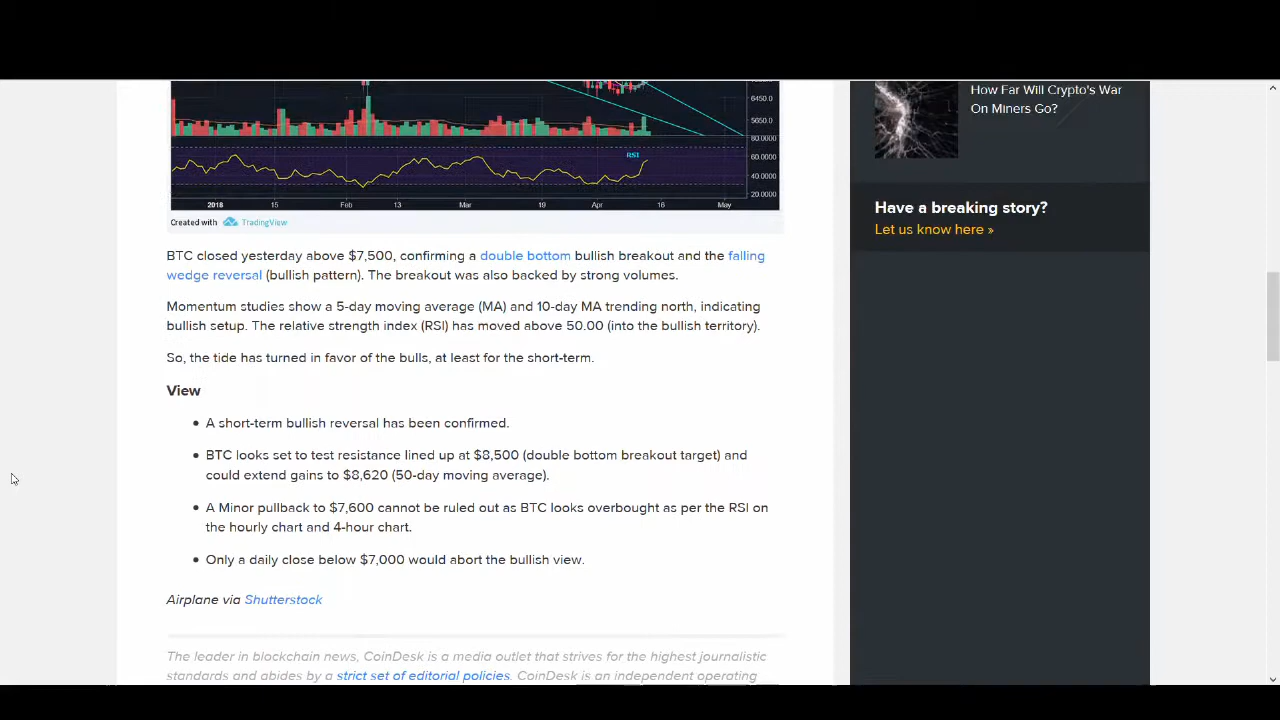 How Far Will Crypto's War
On Miners Go?
6450.0
5650.0
80.0000
RSI
60.0000
40.0000
20.0000
2018 15 Feb 13 Mar 19 Apr 16 May
Have a breaking story?
Let us know here »
Created with TradingView
BTC closed yesterday above $7,500, confirming a double bottom bullish breakout and the falling
wedge reversal (bullish pattern). The breakout was also backed by strong volumes.
Momentum studies show a 5-day moving average (MA) and 10-day MA trending north, indicating
bullish setup. The relative strength index (RSI) has moved above 50.00 (into the bullish territory).
So, the tide has turned in favor of the bulls, at least for the short-term.
View
• A short-term bullish reversal has been confirmed.
• BTC looks set to test resistance lined up at $8,500 (double bottom breakout target) and
could extend gains to $8,620 (50-day moving average).
• A Minor pullback to $7,600 cannot be ruled out as BTC looks overbought as per the RSI on
the hourly chart and 4-hour chart.
• Only a daily close below $7,000 would abort the bullish view.
Airplane via Shutterstock
The leader in blockchain news, CoinDesk is a media outlet that strives for the highest journalistic
standards and abides by a strict set of editorial policies. CoinDesk is an independent operating